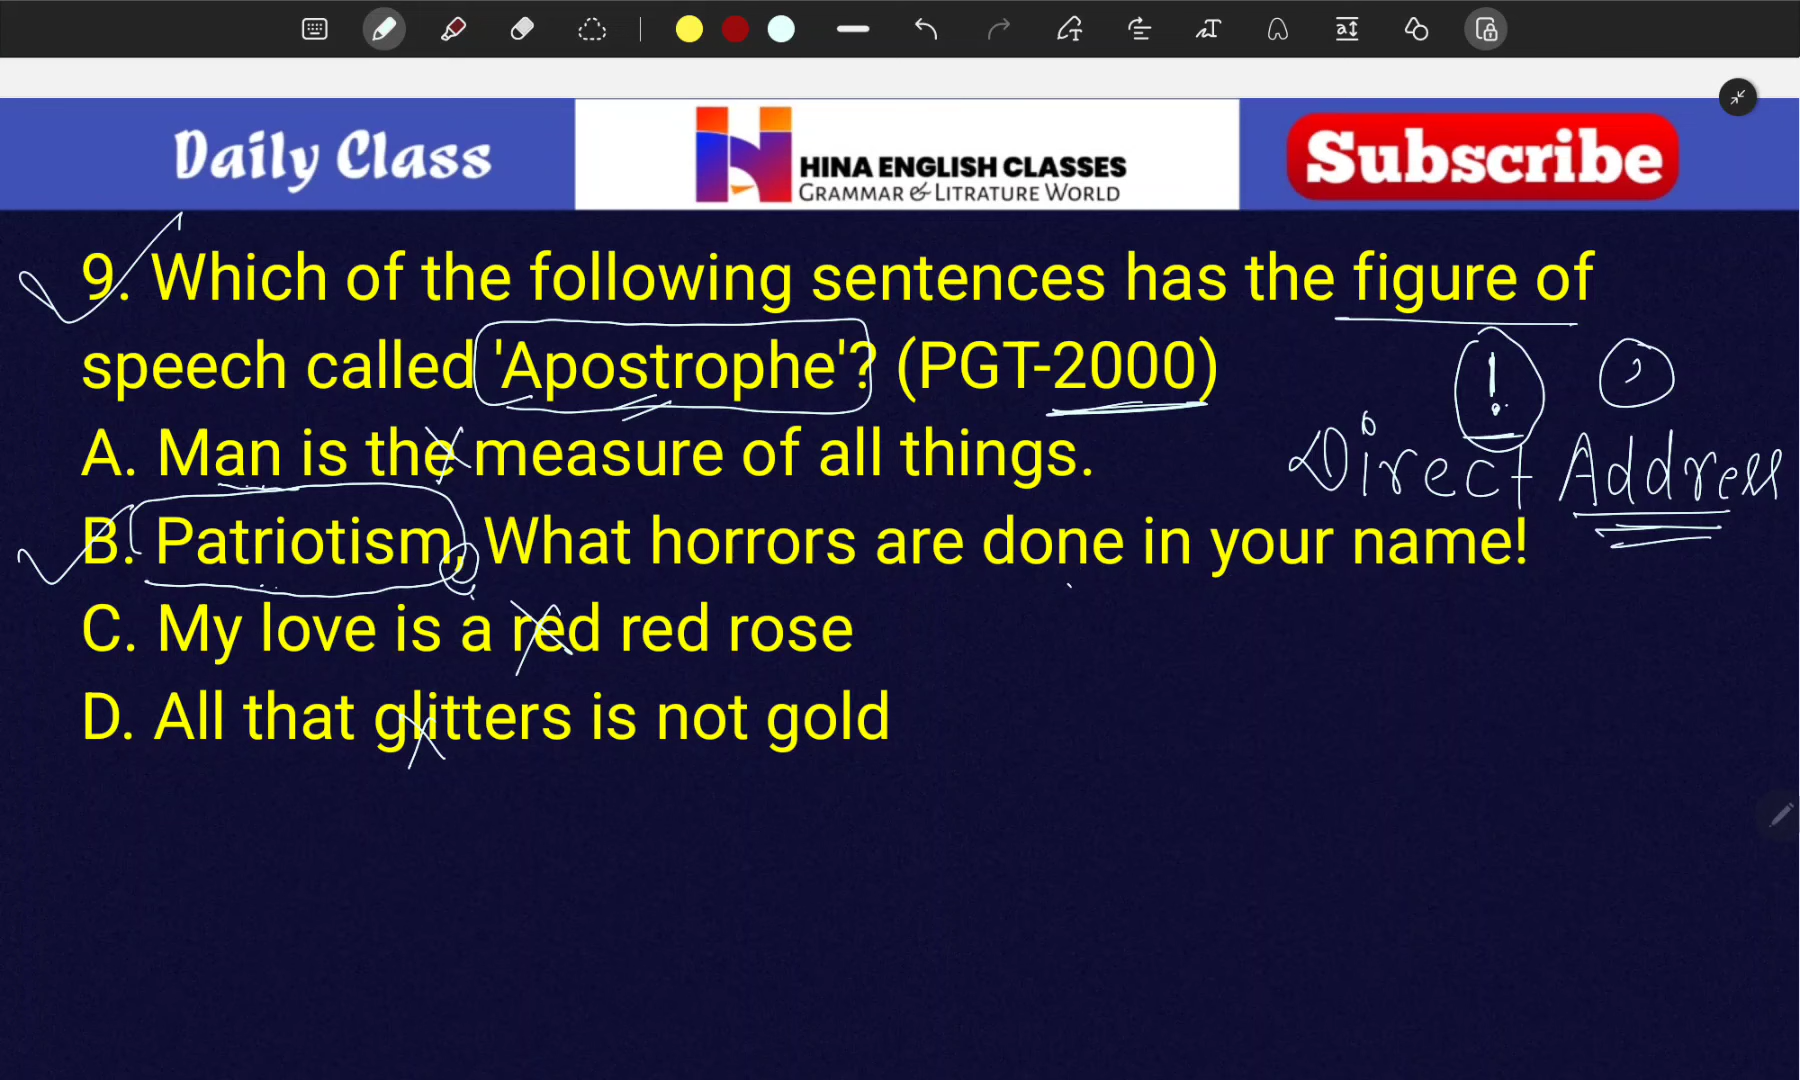 Daily Class
HINA ENGLISH CLASSES
GRAMMAR & LITRATURE WORLD
Subscribe
9. Which of the following sentences has the figure of
speech called 'Apostrophe'? (PGT-2000)
! ,
A. Man is the measure of all things.
Direct Address
B. Patriotism, What horrors are done in your name!
C. My love is a red red rose
D. All that glitters is not gold